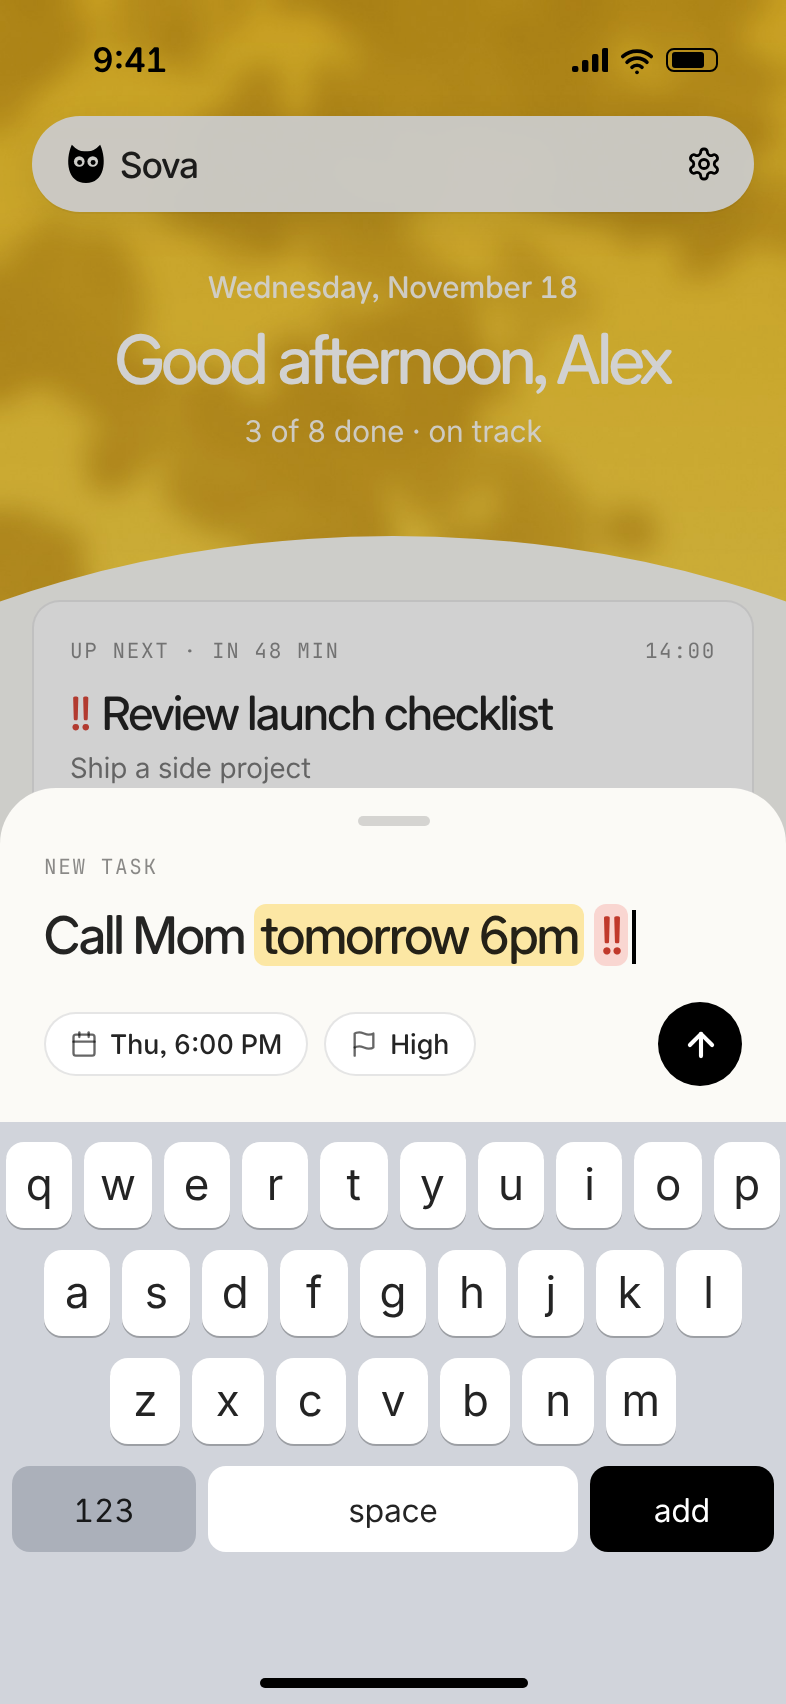 9:41
Sova
Wednesday, November 18
Good afternoon, Alex
3 of 8 done · on track
UP NEXT · IN 48 MIN 14:00
!! Review launch checklist
Ship a side project
NEW TASK
Call Mom tomorrow 6pm !!
Thu, 6:00 PM High
q w e r t y u i o p
a s d f g h j k l
z x c v b n m
123 space add